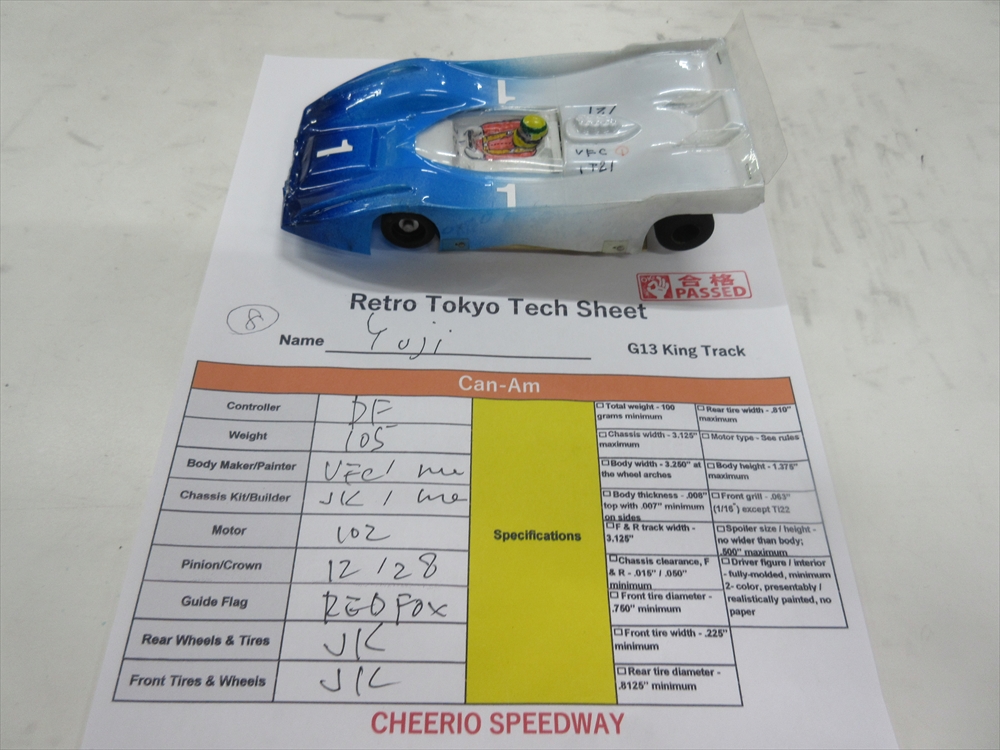 1
1
1
VFC
1721
合格
PASSED
Retro Tokyo Tech Sheet
8
Name Yuji
G13 King Track
Can-Am
Controller DF
Weight 105
Body Maker/Painter VFC / me
Chassis Kit/Builder JK / me
Motor 102
Pinion/Crown 12 / 28
Guide Flag REDFOX
Rear Wheels & Tires JK
Front Tires & Wheels JK
Specifications
Total weight - 100
grams minimum
Chassis width - 3.125"
maximum
Body width - 3.250" at
the wheel arches
Body thickness - .008"
top with .007" minimum
on sides
F & R track width -
3.125"
Chassis clearance, F
& R - .015" / .050"
minimum
Front tire diameter -
.750" minimum
Front tire width - .225"
minimum
Rear tire diameter -
.8125" minimum
Rear tire width - .810"
maximum
Motor type - See rules
Body height - 1.375"
maximum
Front grill - .063"
(1/16") except Ti22
Spoiler size / height -
no wider than body;
.500" maximum
Driver figure / interior
- fully-molded, minimum
2- color, presentably /
realistically painted, no
paper
CHEERIO SPEEDWAY